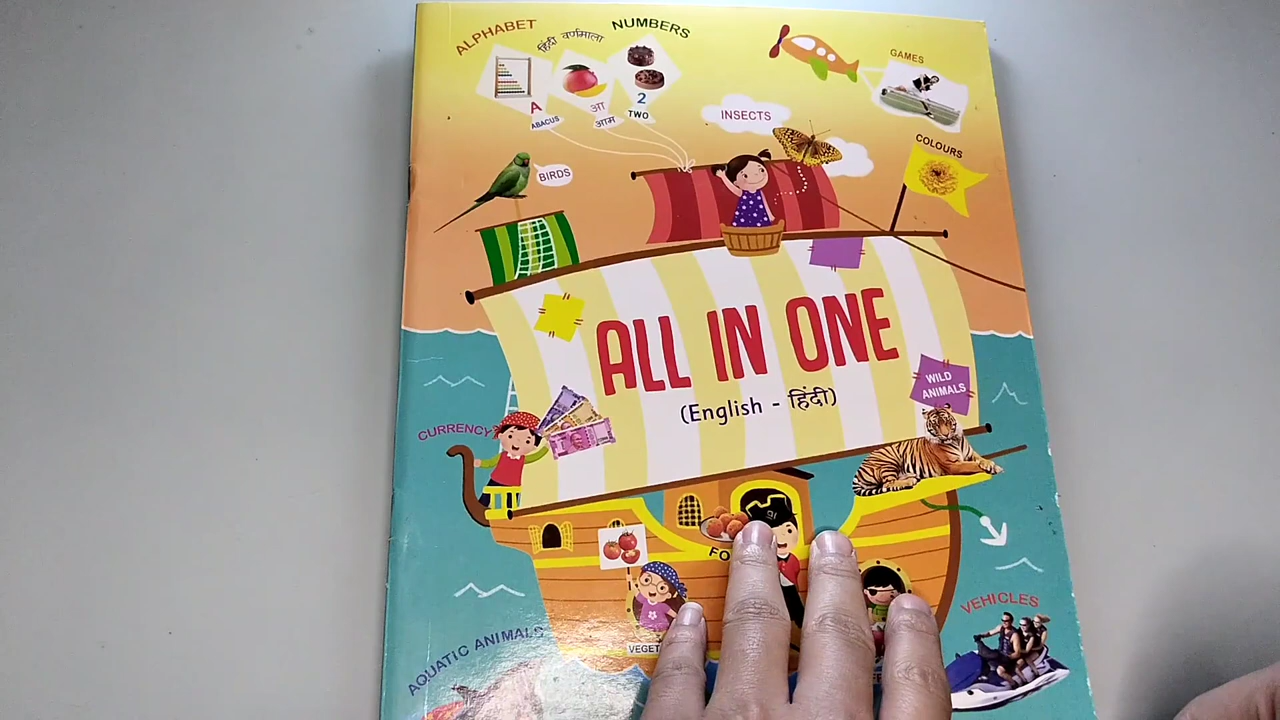 ALPHABET
हिंदी वर्णमाला
NUMBERS
GAMES
A
ABACUS
आ
आम
2
TWO
INSECTS
COLOURS
BIRDS
ALL IN ONE
(English - हिंदी)
WILD
ANIMALS
CURRENCY
VEHICLES
AQUATIC ANIMALS